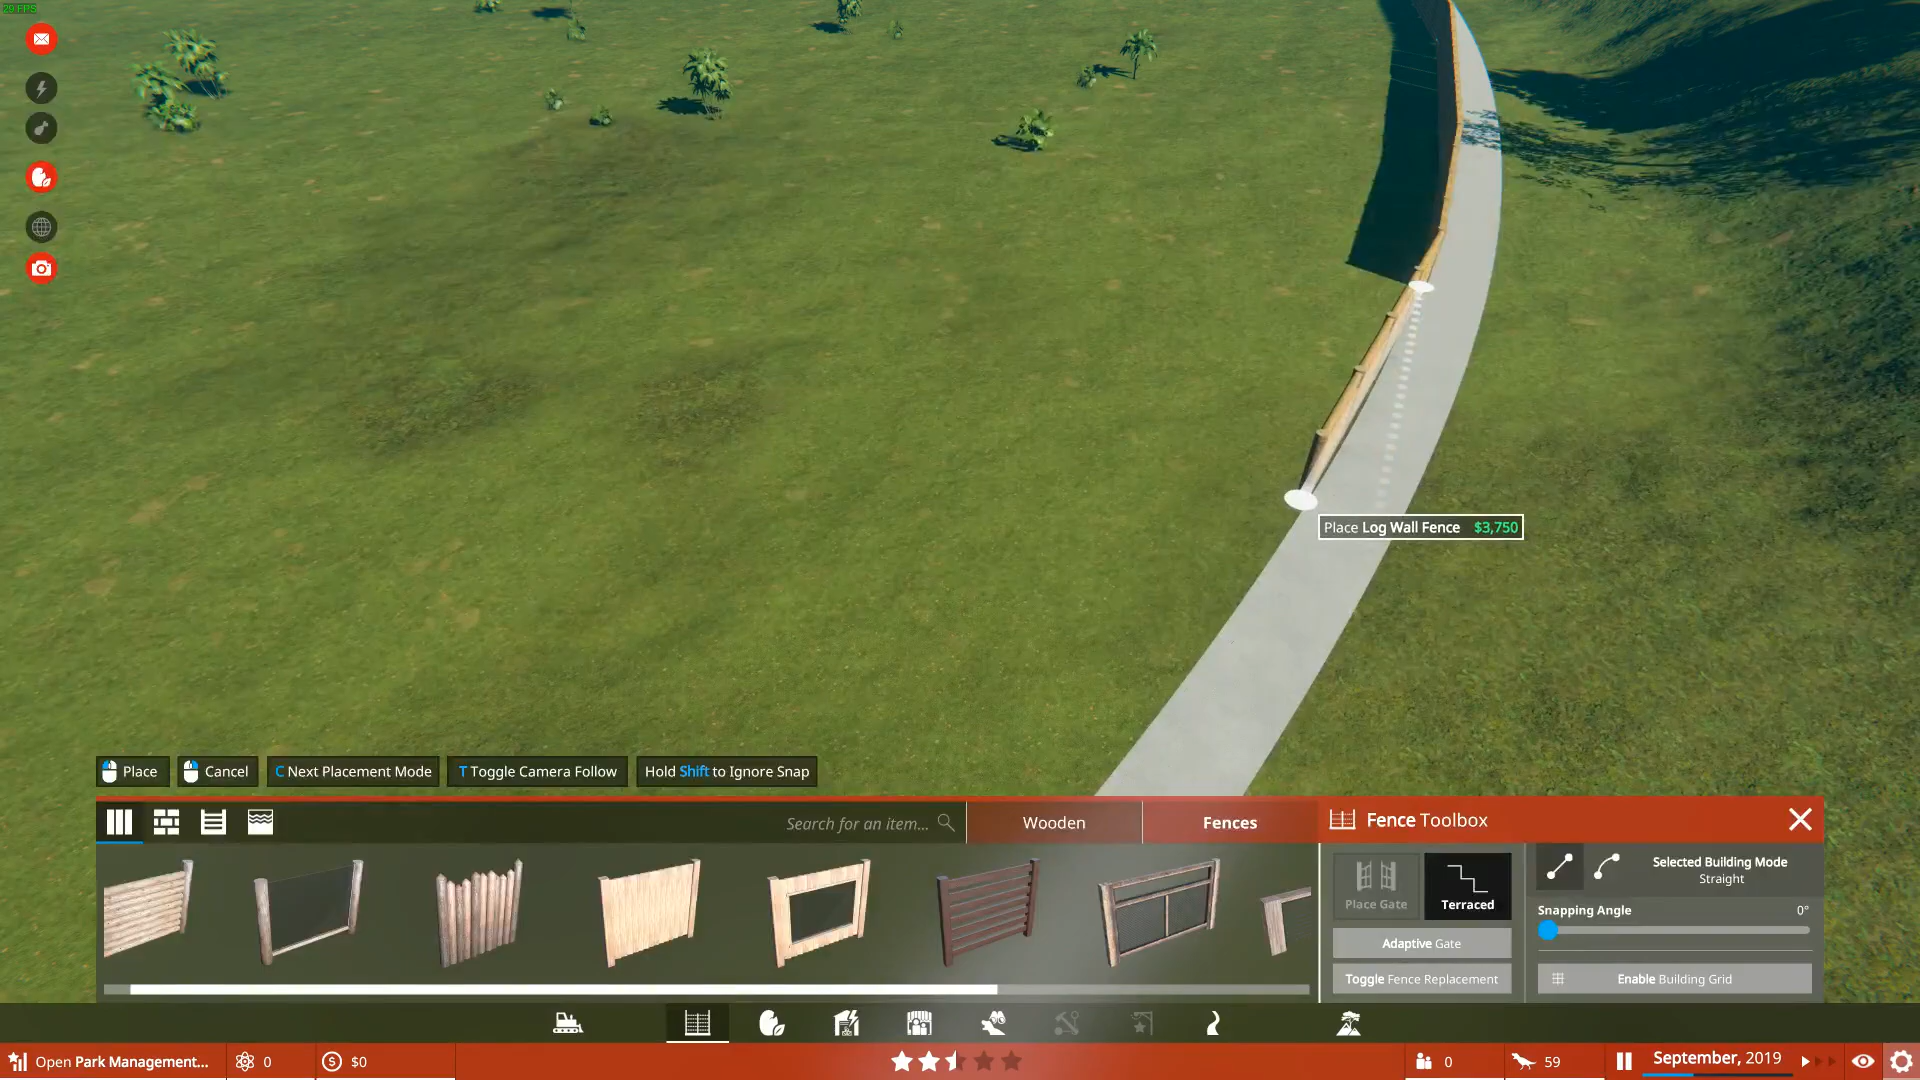 20 FPS
Place Log Wall Fence $3,750
Place
Cancel
C Next Placement Mode
T Toggle Camera Follow
Hold Shift to Ignore Snap
Search for an item...
Wooden
Fences
Fence Toolbox
Place Gate
Terraced
Adaptive Gate
Toggle Fence Replacement
Selected Building Mode
Straight
Snapping Angle 0°
Enable Building Grid
Open Park Management...
0
$0
0
59
September, 2019